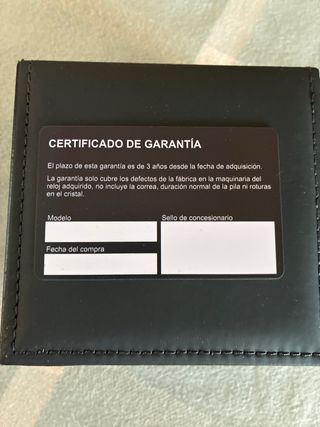 CERTIFICADO DE GARANTÍA
El plazo de esta garantía es de 3 años desde la fecha de adquisición.
La garantía solo cubre los defectos de la fábrica en la maquinaria del
reloj adquirido, no incluye la correa, duración normal de la pila ni roturas
en el cristal.
Modelo
Sello de concesionario
Fecha del compra